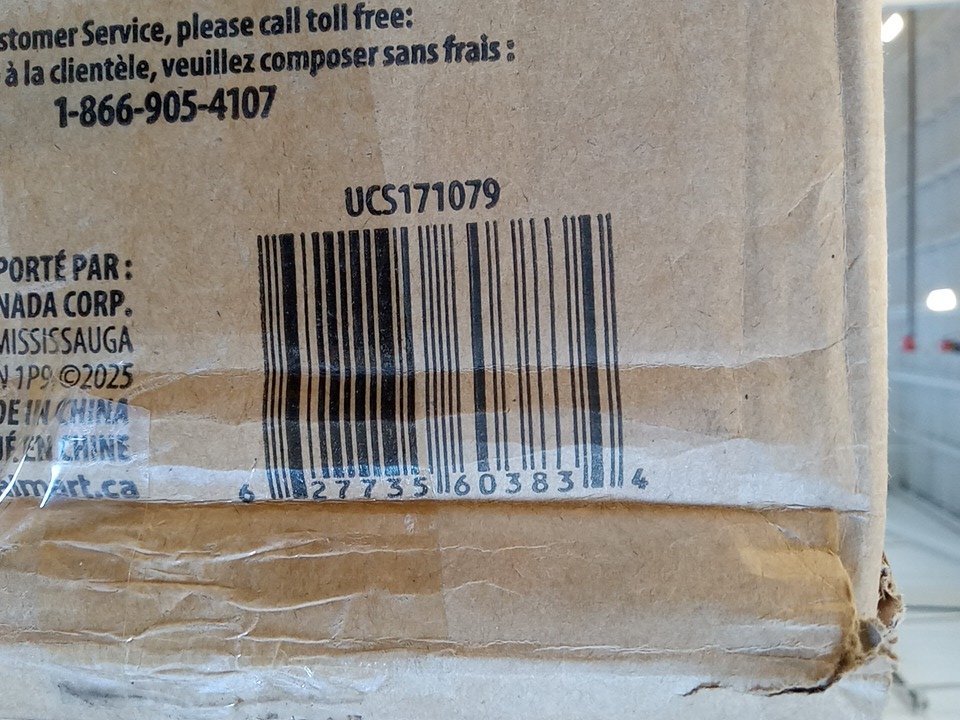 stomer Service, please call toll free:
à la clientèle, veuillez composer sans frais :
1-866-905-4107
UCS171079
PORTÉ PAR :
NADA CORP.
MISSISSAUGA
N 1P9 ©2025
DE IN CHINA
UÉ EN CHINE
almart.ca
6 27735 60383 4